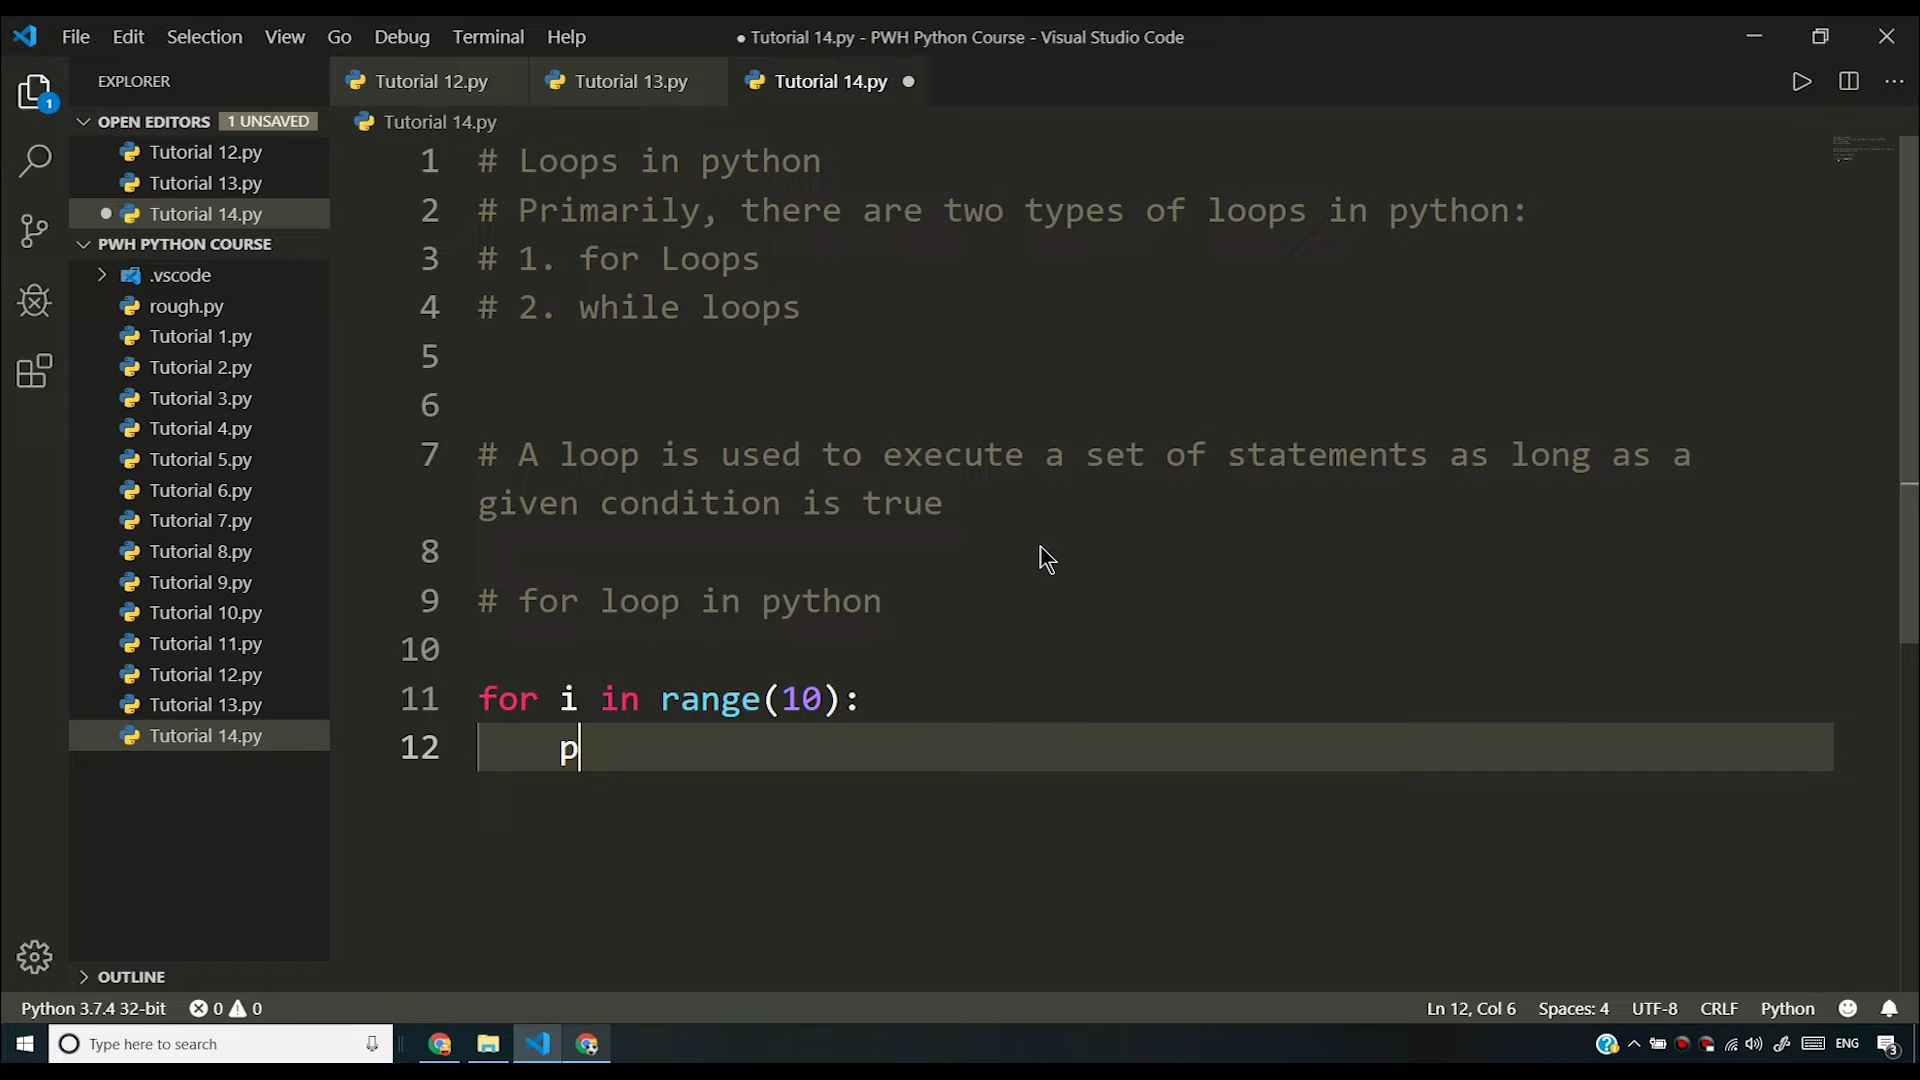 File Edit Selection View Go Debug Terminal Help
● Tutorial 14.py - PWH Python Course - Visual Studio Code
EXPLORER
Tutorial 12.py
Tutorial 13.py
Tutorial 14.py
1
OPEN EDITORS 1 UNSAVED
Tutorial 12.py
Tutorial 13.py
Tutorial 14.py
PWH PYTHON COURSE
.vscode
rough.py
Tutorial 1.py
Tutorial 2.py
Tutorial 3.py
Tutorial 4.py
Tutorial 5.py
Tutorial 6.py
Tutorial 7.py
Tutorial 8.py
Tutorial 9.py
Tutorial 10.py
Tutorial 11.py
Tutorial 12.py
Tutorial 13.py
Tutorial 14.py
OUTLINE
Tutorial 14.py
1 # Loops in python
2 # Primarily, there are two types of loops in python:
3 # 1. for Loops
4 # 2. while loops
5
6
7 # A loop is used to execute a set of statements as long as a
given condition is true
8
9 # for loop in python
10
11 for i in range(10):
12 p
Python 3.7.4 32-bit 0 0
Ln 12, Col 6 Spaces: 4 UTF-8 CRLF Python
Type here to search
ENG
3